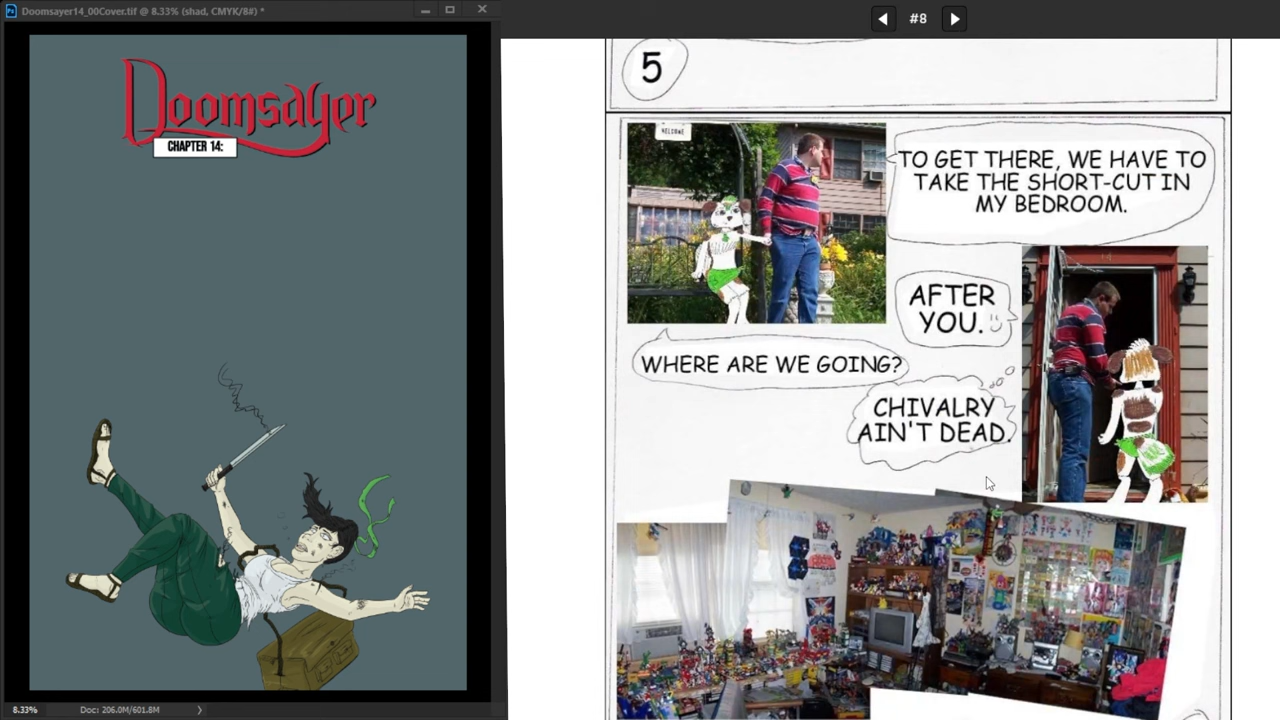 Doomsayer14_00Cover.tif @ 8.33% (shad, CMYK/8#) *
Doomsayer
CHAPTER 14:
8.33%
Doc: 206.0M/601.8M
#8
5
WELCOME
TO GET THERE, WE HAVE TO
TAKE THE SHORT-CUT IN
MY BEDROOM.
AFTER
YOU.
WHERE ARE WE GOING?
CHIVALRY
AIN'T DEAD.